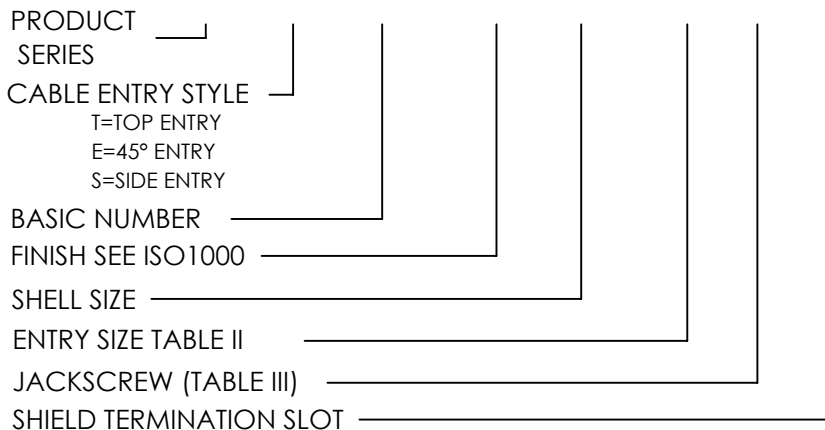 PRODUCT
SERIES
CABLE ENTRY STYLE
T=TOP ENTRY
E=45° ENTRY
S=SIDE ENTRY
BASIC NUMBER
FINISH SEE ISO1000
SHELL SIZE
ENTRY SIZE TABLE II
JACKSCREW (TABLE III)
SHIELD TERMINATION SLOT